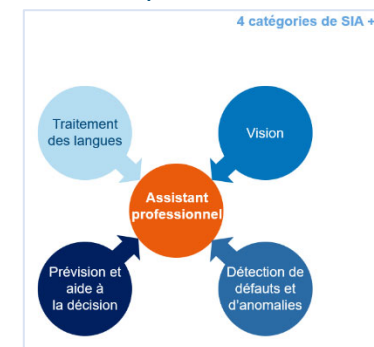 4 catégories de SIA +
Traitement
des langues
Vision
Assistant
professionnel
Prévision et
aide à
la décision
Détection de
défauts et
d'anomalies